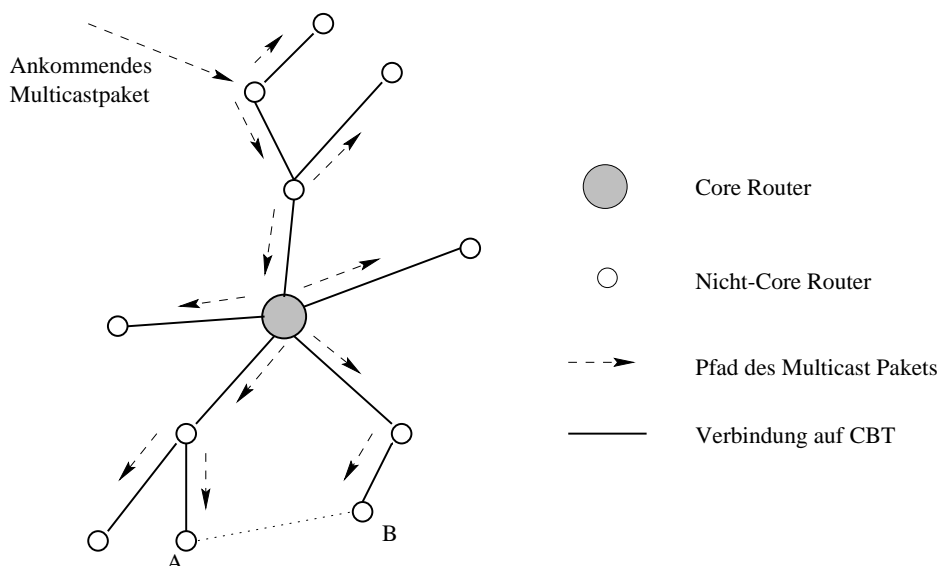 Ankommendes
Multicastpaket
Core Router
Nicht-Core Router
Pfad des Multicast Pakets
Verbindung auf CBT
B
A